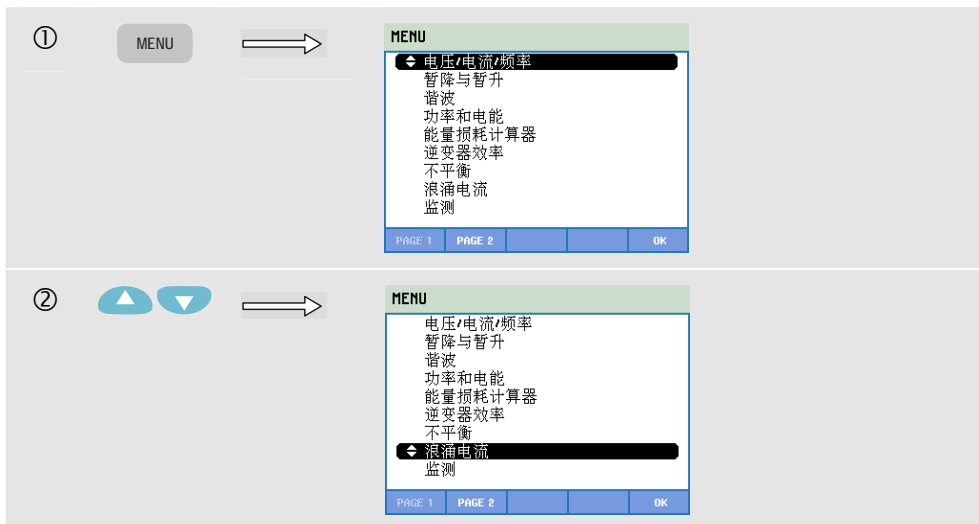 ①
MENU
MENU
电压/电流/频率
暂降与暂升
谐波
功率和电能
能量损耗计算器
逆变器效率
不平衡
浪涌电流
监测
PAGE 1 PAGE 2 OK
②
MENU
电压/电流/频率
暂降与暂升
谐波
功率和电能
能量损耗计算器
逆变器效率
不平衡
浪涌电流
监测
PAGE 1 PAGE 2 OK